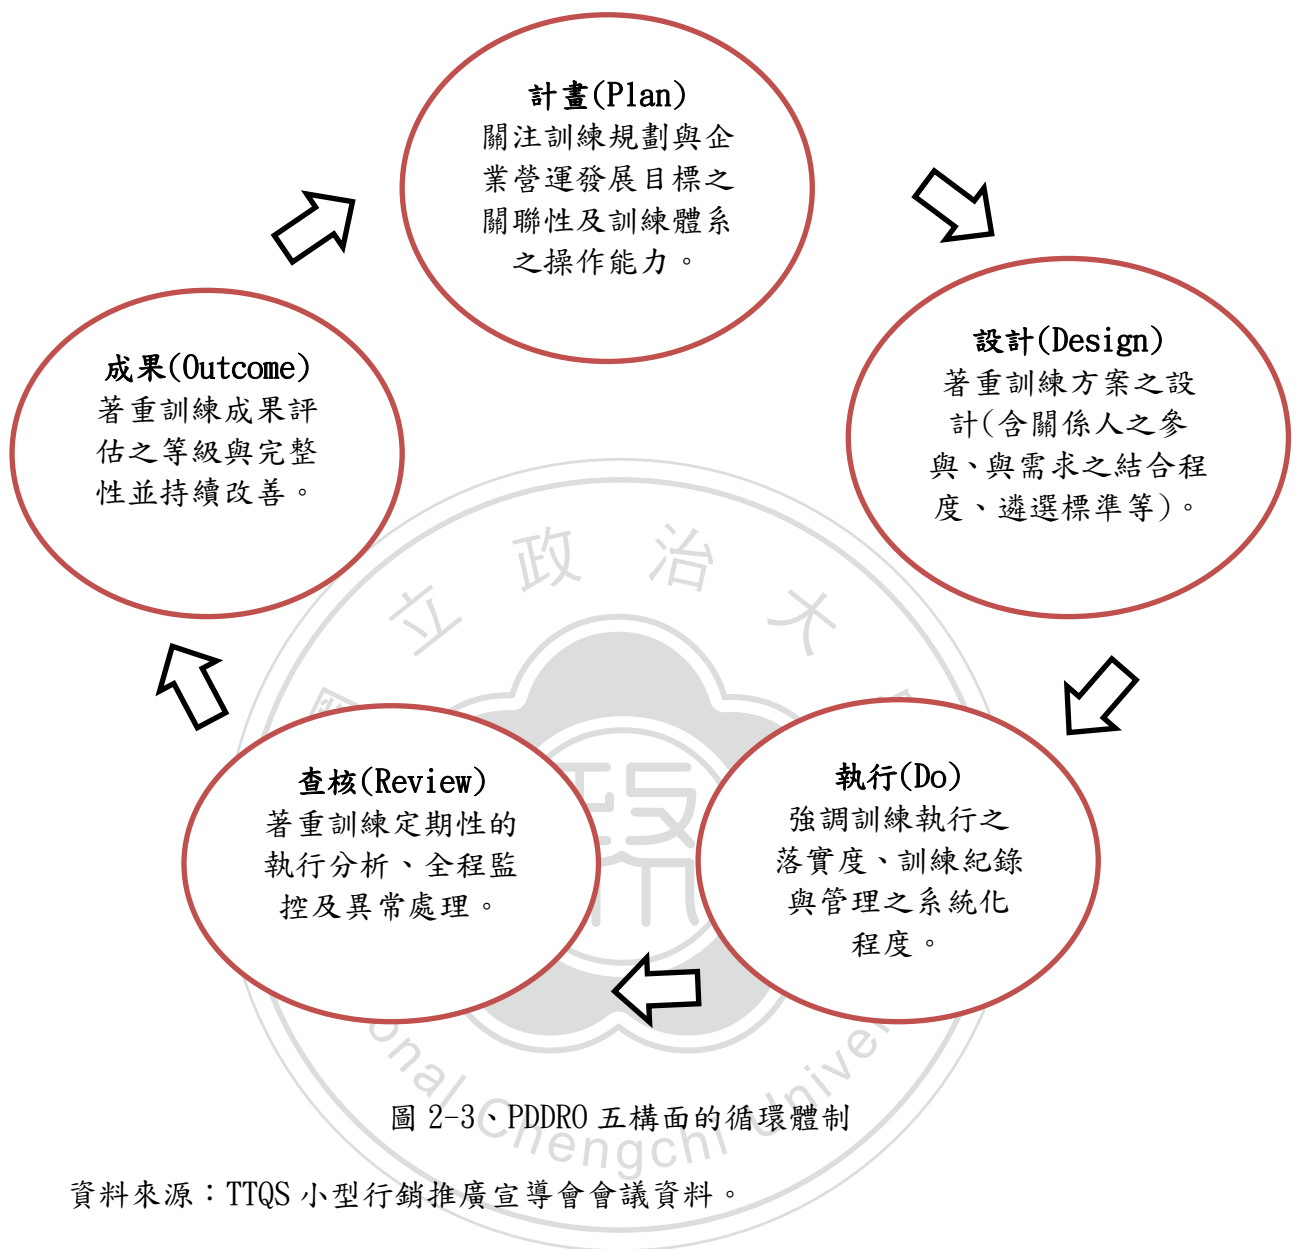 計畫(Plan)
關注訓練規劃與企
業營運發展目標之
關聯性及訓練體系
之操作能力。
設計(Design)
著重訓練方案之設
計(含關係人之參
與、與需求之結合程
度、遴選標準等)。
執行(Do)
強調訓練執行之
落實度、訓練紀錄
與管理之系統化
程度。
查核(Review)
著重訓練定期性的
執行分析、全程監
控及異常處理。
成果(Outcome)
著重訓練成果評
估之等級與完整
性並持續改善。
立政治大
政
onal Chengchi Univer
圖 2-3、PDDRO 五構面的循環體制
資料來源：TTQS 小型行銷推廣宣導會會議資料。